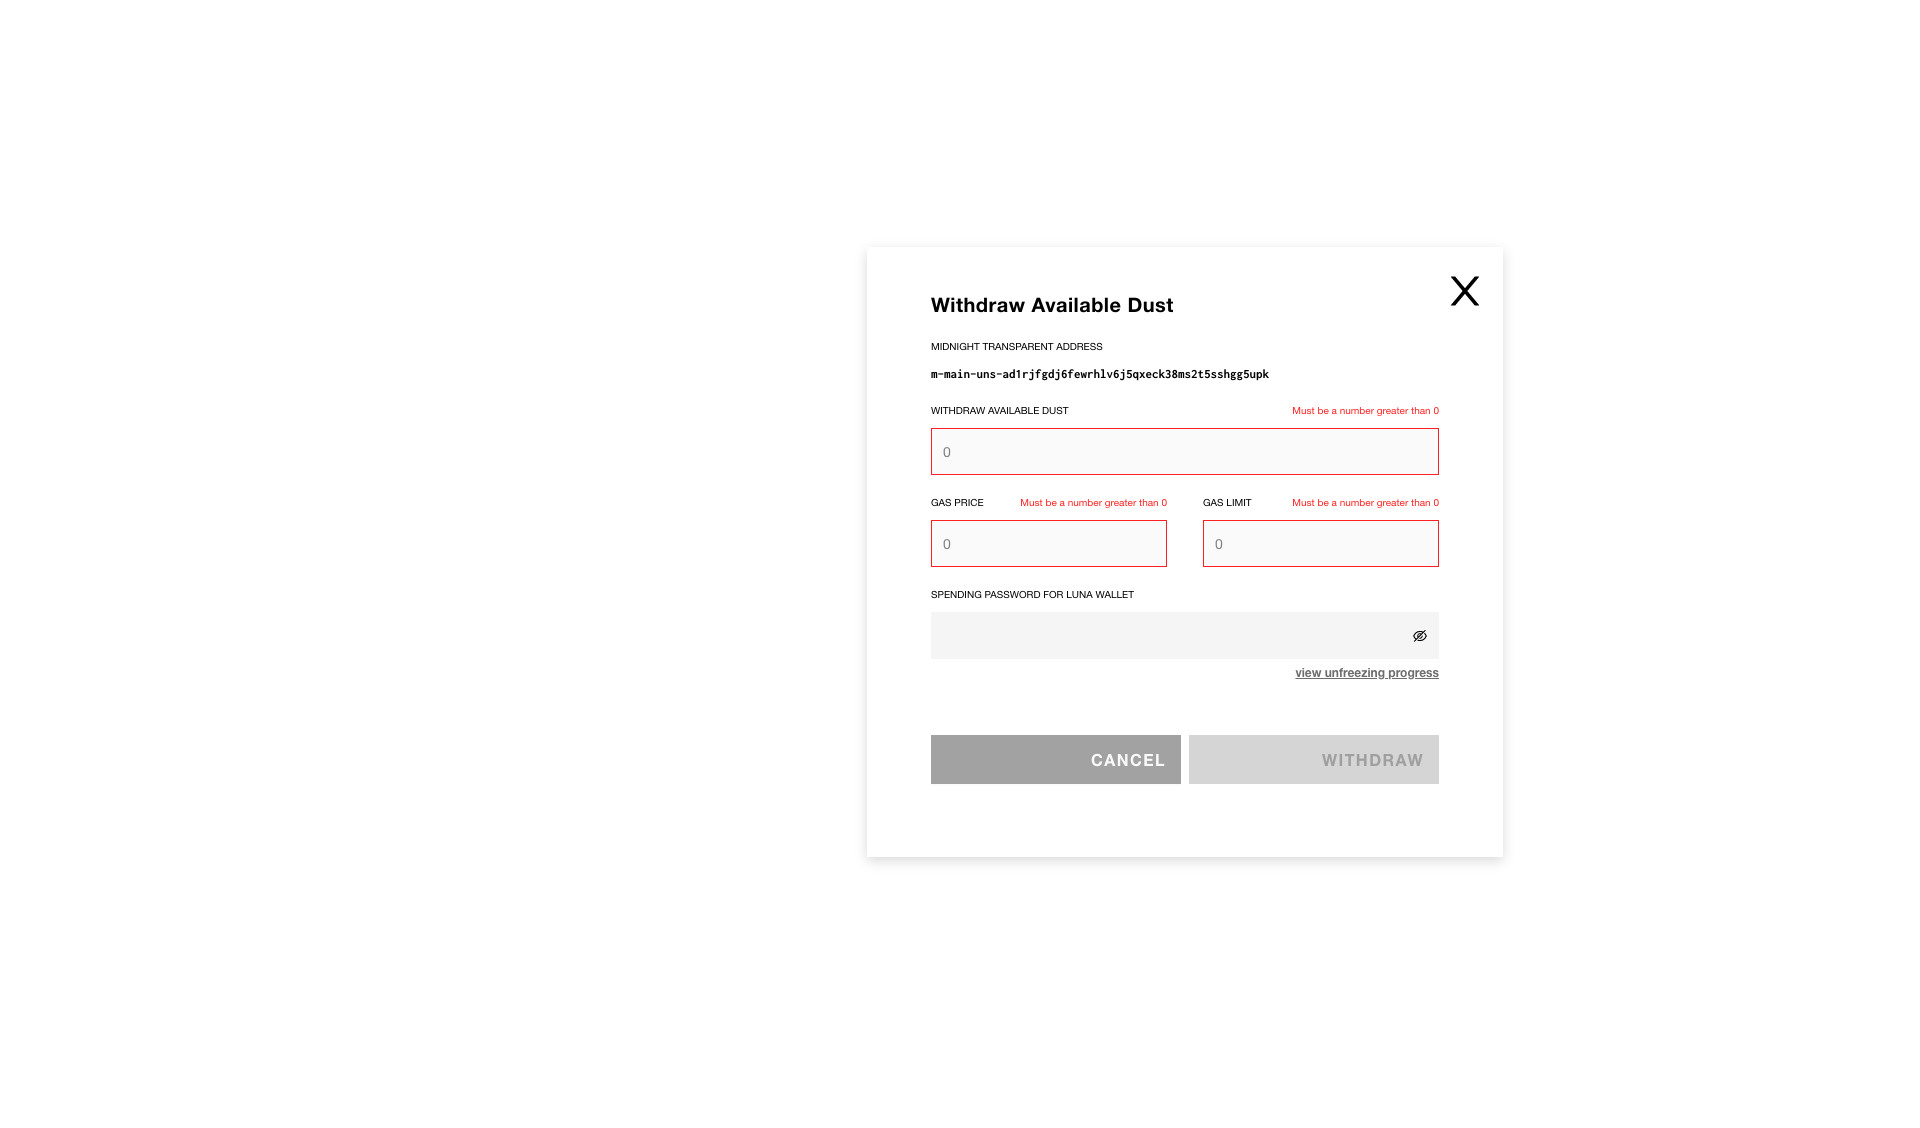 Withdraw Available Dust
MIDNIGHT TRANSPARENT ADDRESS
m-main-uns-ad1rjfgdj6fewrhlv6j5qxeck38ms2t5sshgg5upk
WITHDRAW AVAILABLE DUST Must be a number greater than 0
0
GAS PRICE Must be a number greater than 0 GAS LIMIT Must be a number greater than 0
0 0
SPENDING PASSWORD FOR LUNA WALLET
view unfreezing progress
CANCEL WITHDRAW